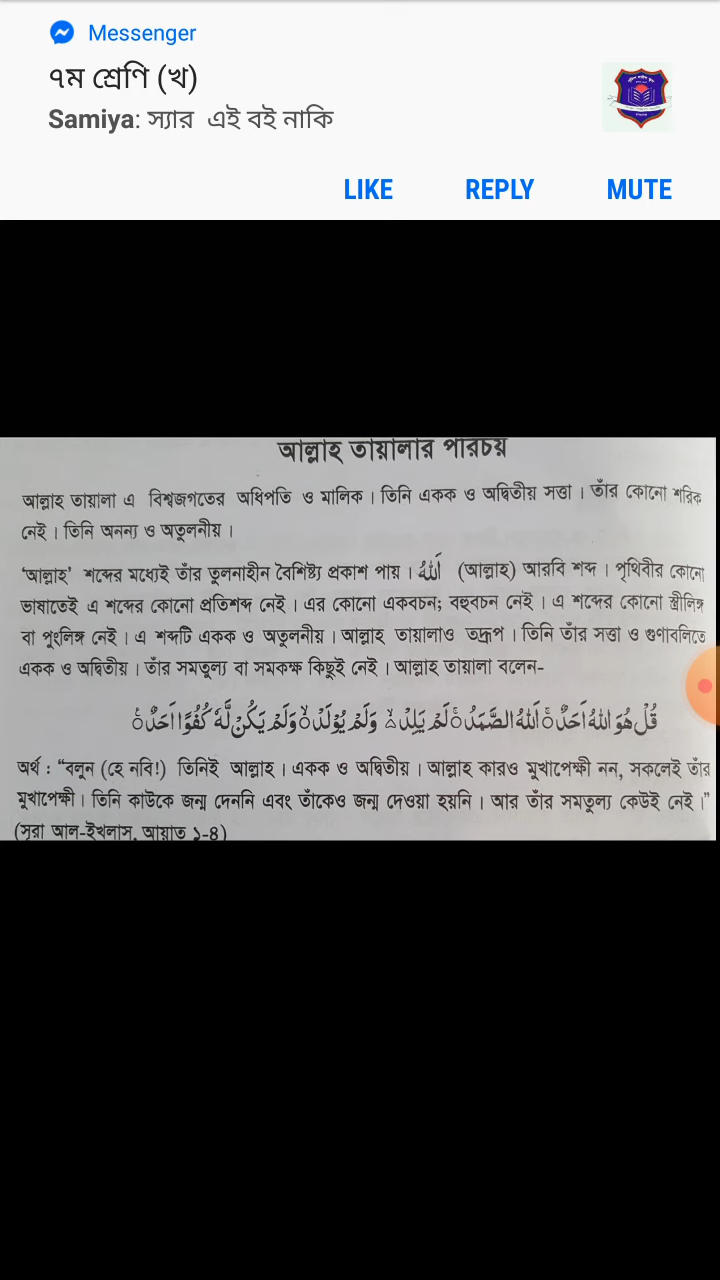 Messenger
৭ম শ্রেণি (খ)
Samiya: স্যার এই বই নাকি
LIKE REPLY MUTE
আল্লাহ তায়ালার পরিচয়
আল্লাহ তায়ালা এ বিশ্বজগতের অধিপতি ও মালিক। তিনি একক ও অদ্বিতীয় সত্তা। তাঁর কোনো শরিক
নেই। তিনি অনন্য ও অতুলনীয়।
‘আল্লাহ’ শব্দের মধ্যেই তাঁর তুলনাহীন বৈশিষ্ট্য প্রকাশ পায়। اَللّٰهُ (আল্লাহ) আরবি শব্দ। পৃথিবীর কোনো
ভাষাতেই এ শব্দের কোনো প্রতিশব্দ নেই। এর কোনো একবচন; বহুবচন নেই। এ শব্দের কোনো স্ত্রীলিঙ্গ
বা পুংলিঙ্গ নেই। এ শব্দটি একক ও অতুলনীয়। আল্লাহ তায়ালাও তদ্রূপ। তিনি তাঁর সত্তা ও গুণাবলিতে
একক ও অদ্বিতীয়। তাঁর সমতুল্য বা সমকক্ষ কিছুই নেই। আল্লাহ তায়ালা বলেন-
قُلْ هُوَ اللّٰهُ اَحَدٌ ۚ اَللّٰهُ الصَّمَدُ ۚ لَمْ يَلِدْ ۙ وَلَمْ يُوْلَدْ ۙ وَلَمْ يَكُنْ لَّهٗ كُفُوًا اَحَدٌ ۚ
অর্থ : “বলুন (হে নবি!) তিনিই আল্লাহ। একক ও অদ্বিতীয়। আল্লাহ কারও মুখাপেক্ষী নন, সকলেই তাঁর
মুখাপেক্ষী। তিনি কাউকে জন্ম দেননি এবং তাঁকেও জন্ম দেওয়া হয়নি। আর তাঁর সমতুল্য কেউই নেই।”
(সূরা আল-ইখলাস, আয়াত ১-৪)